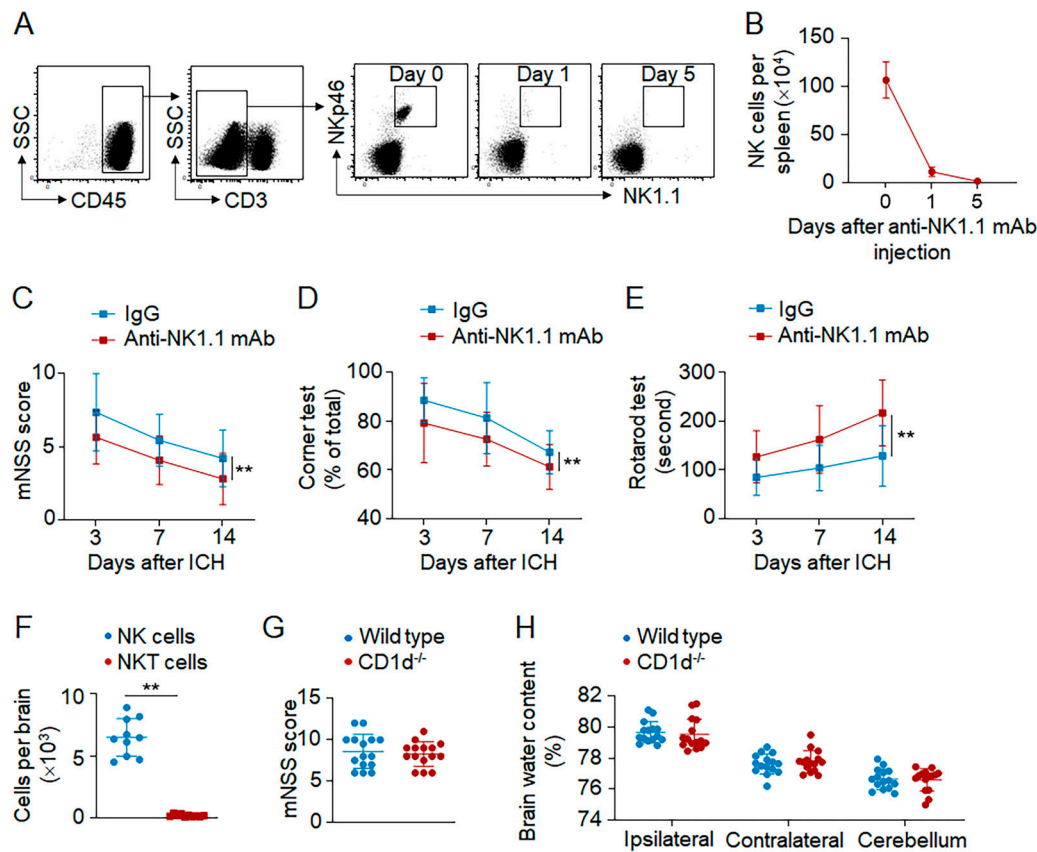 A
SSC
CD45
SSC
CD3
NKp46
Day 0
Day 1
Day 5
NK1.1
B
NK cells per
spleen (×10⁴)
150
100
50
0
0 1 5
Days after anti-NK1.1 mAb
injection
C
IgG
Anti-NK1.1 mAb
mNSS score
10
5
0
**
3 7 14
Days after ICH
D
IgG
Anti-NK1.1 mAb
Corner test
(% of total)
100
80
60
40
**
3 7 14
Days after ICH
E
IgG
Anti-NK1.1 mAb
Rotarod test
(second)
300
200
100
0
**
3 7 14
Days after ICH
F
NK cells
NKT cells
Cells per brain
(×10³)
10
5
0
**
G
Wild type
CD1d⁻/⁻
mNSS score
15
10
5
0
H
Wild type
CD1d⁻/⁻
Brain water content
(%)
82
80
78
76
74
Ipsilateral Contralateral Cerebellum